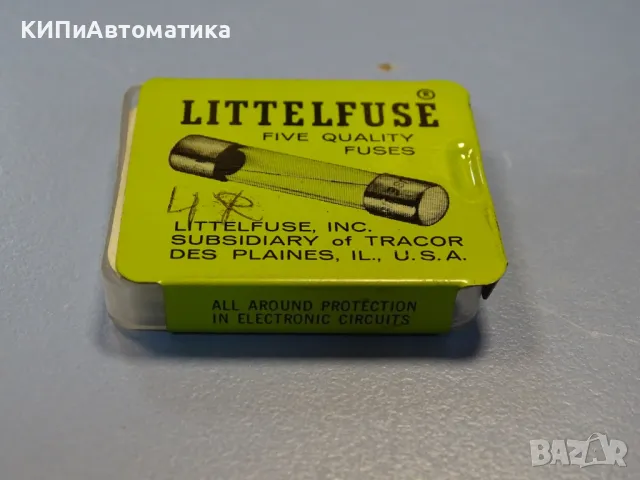 КИПиАвтоматика
LITTELFUSE®
FIVE QUALITY
FUSES
LITTELFUSE, INC.
SUBSIDIARY of TRACOR
DES PLAINES, IL., U.S.A.
ALL AROUND PROTECTION
IN ELECTRONIC CIRCUITS
BAZAR